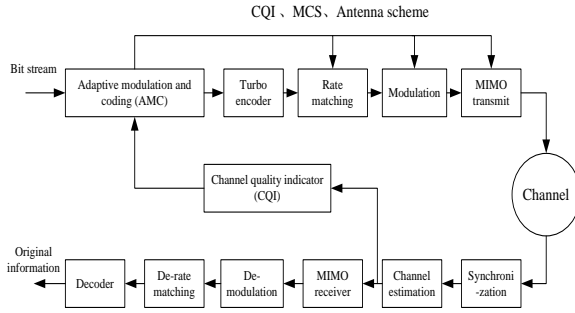 CQI 、MCS、Antenna scheme
Bit stream
Adaptive modulation and
coding (AMC)
Turbo
encoder
Rate
matching
Modulation
MIMO
transmit
Channel quality indicator
(CQI)
Channel
Original
information
Decoder
De-rate
matching
De-
modulation
MIMO
receiver
Channel
estimation
Synchroni
-zation